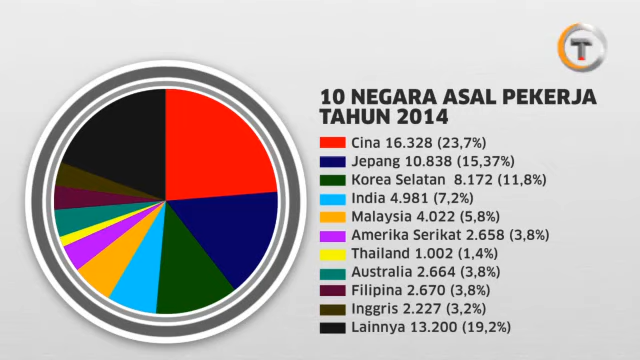 T
10 NEGARA ASAL PEKERJA
TAHUN 2014
Cina 16.328 (23,7%)
Jepang 10.838 (15,37%)
Korea Selatan 8.172 (11,8%)
India 4.981 (7,2%)
Malaysia 4.022 (5,8%)
Amerika Serikat 2.658 (3,8%)
Thailand 1.002 (1,4%)
Australia 2.664 (3,8%)
Filipina 2.670 (3,8%)
Inggris 2.227 (3,2%)
Lainnya 13.200 (19,2%)